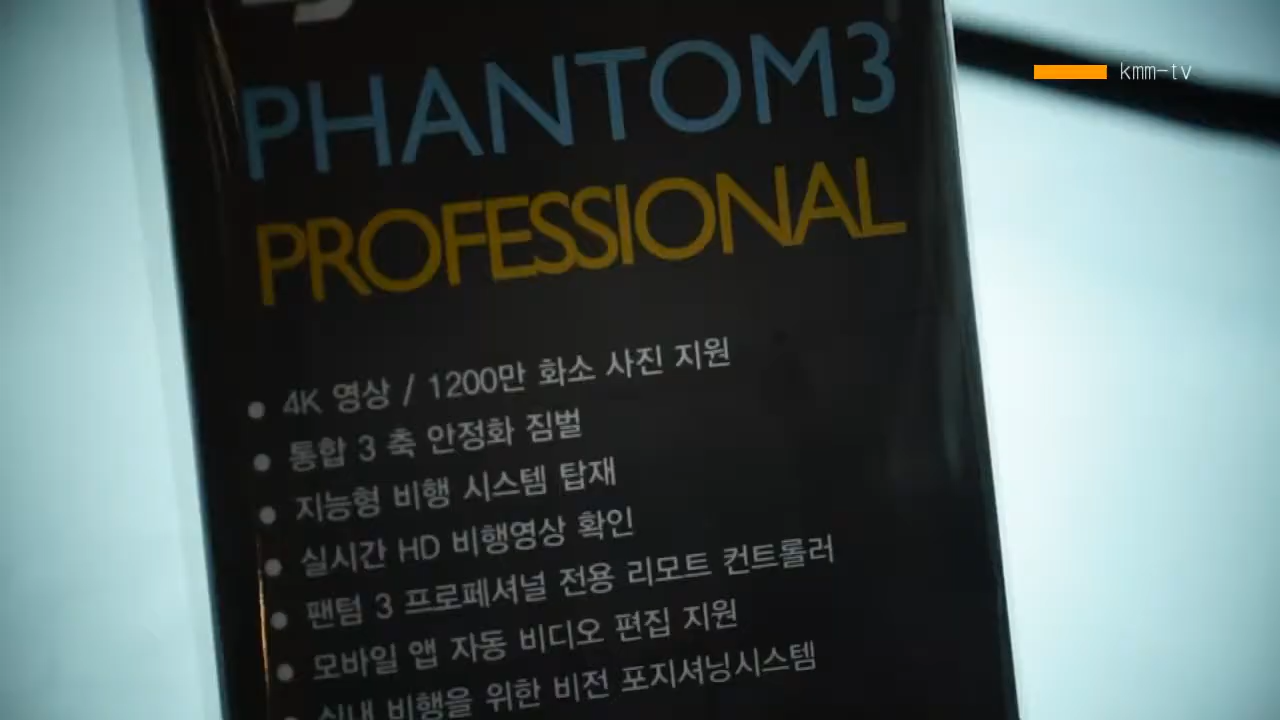 PHANTOM3
PROFESSIONAL
kmm-tv
● 4K 영상 / 1200만 화소 사진 지원
● 통합 3 축 안정화 짐벌
● 지능형 비행 시스템 탑재
● 실시간 HD 비행영상 확인
● 팬텀 3 프로페셔널 전용 리모트 컨트롤러
● 모바일 앱 자동 비디오 편집 지원
● 실내 비행을 위한 비전 포지셔닝시스템